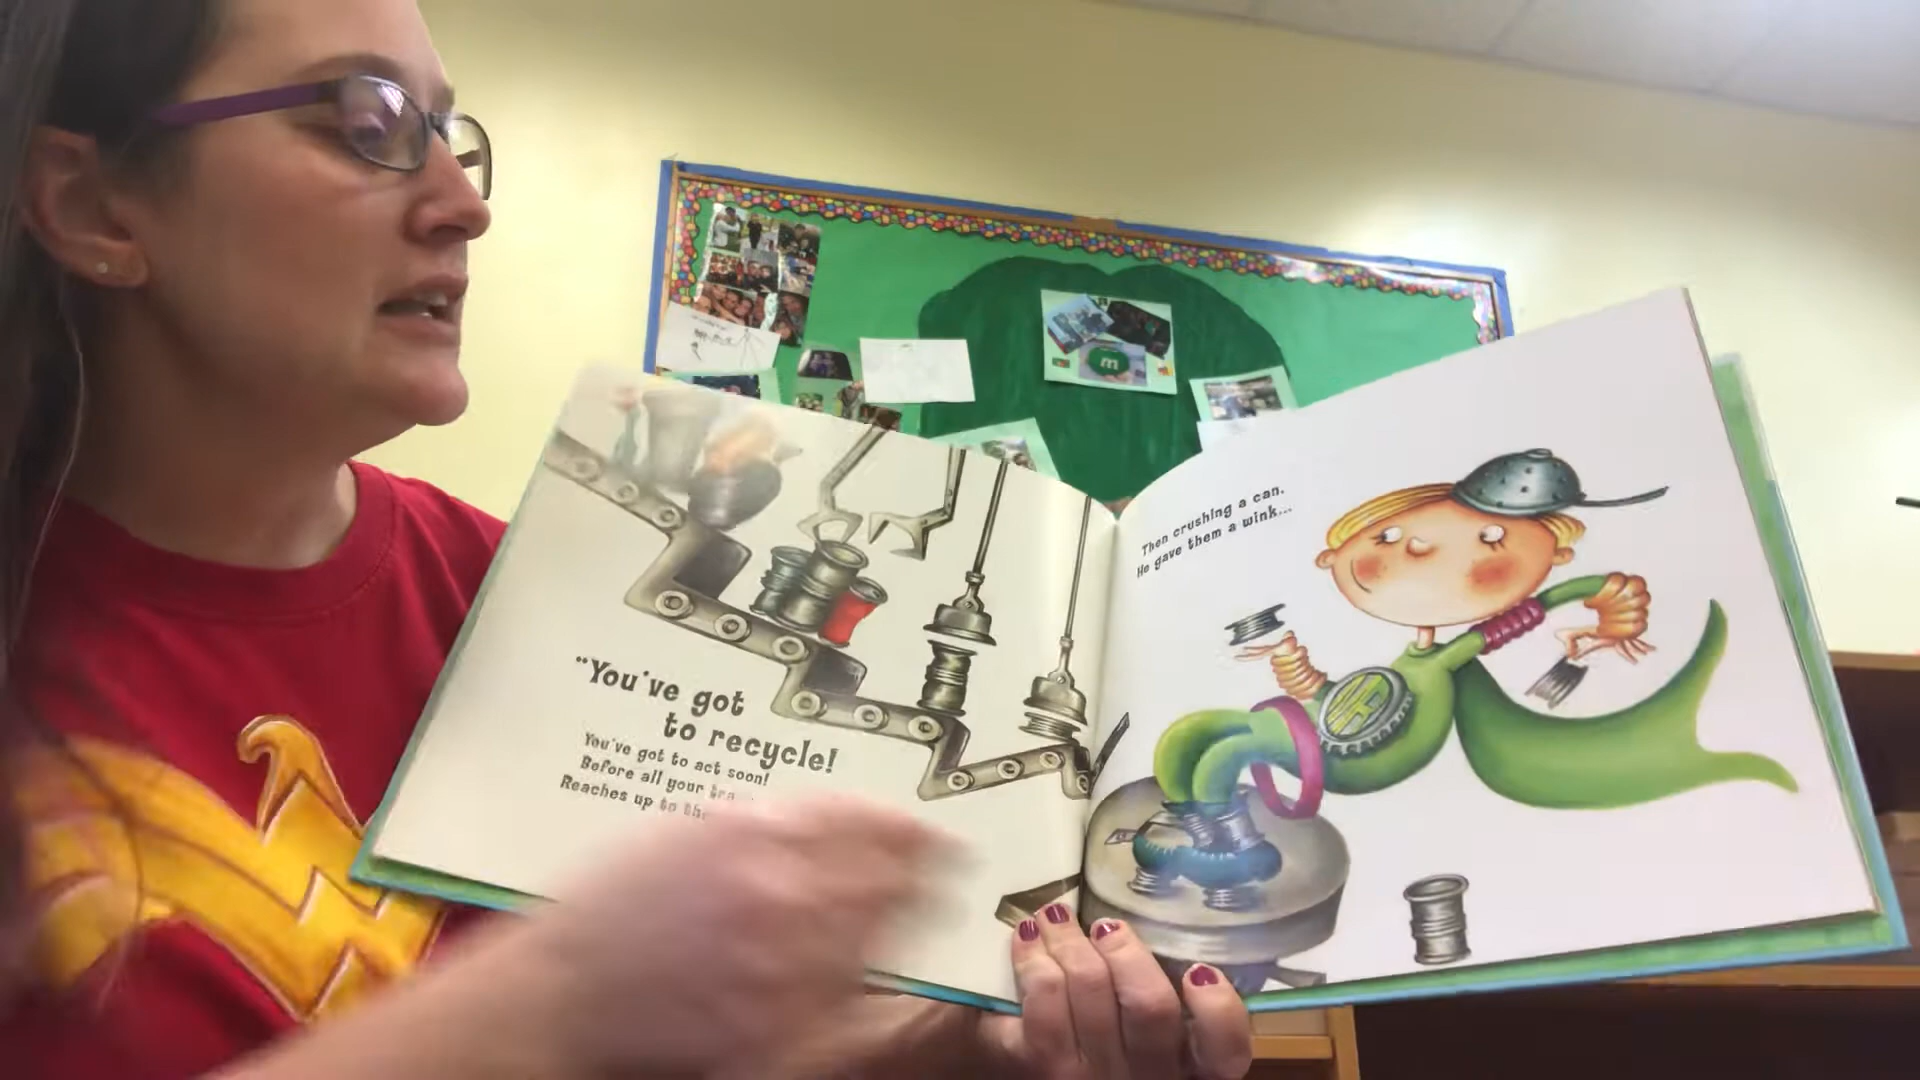 "You've got
to recycle!
You've got to act soon!
Before all your
Reaches up to the
Then crushing a can,
He gave them a wink...
m